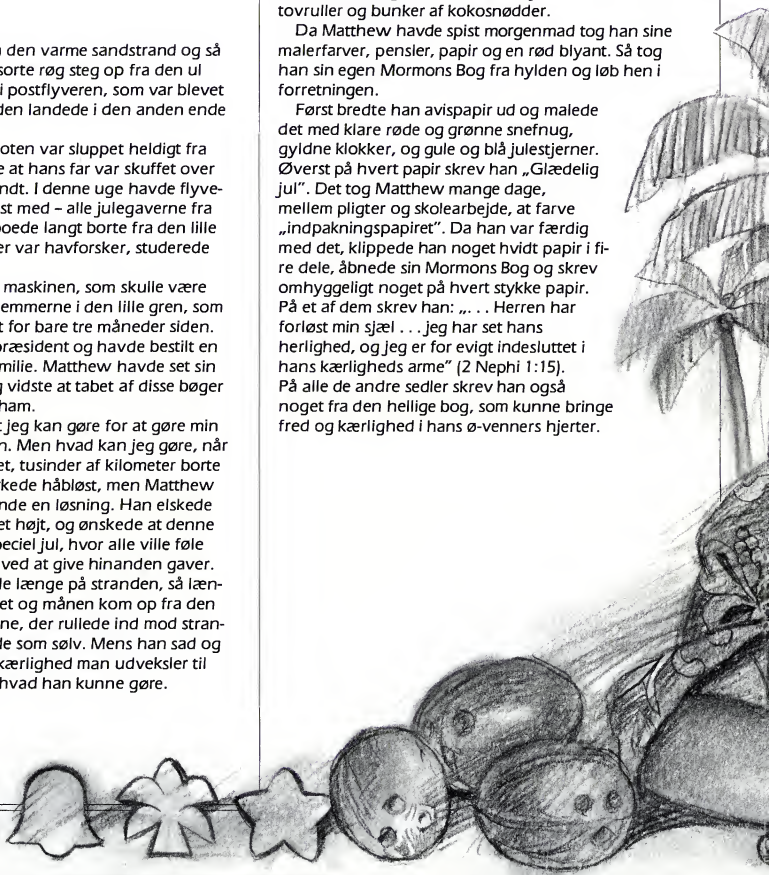 den varme sandstrand og så
sorte røg steg op fra den ul
i postflyveren, som var blevet
den landede i den anden ende
oten var sluppet heldigt fra
e at hans far var skuffet over
ndt. I denne uge havde flyve-
st med – alle julegaverne fra
boede langt borte fra den lille
er var havforsker, studerede
maskinen, som skulle være
emmerne i den lille gren, som
t for bare tre måneder siden.
præsident og havde bestilt en
milie. Matthew havde set sin
g vidste at tabet af disse bøger
ham.
t jeg kan gøre for at gøre min
n. Men hvad kan jeg gøre, når
et, tusinder af kilometer borte
kede håbløst, men Matthew
nde en løsning. Han elskede
et højt, og ønskede at denne
peciel jul, hvor alle ville føle
ved at give hinanden gaver.
le længe på stranden, så læn-
et og månen kom op fra den
ne, der rullede ind mod stran-
le som sølv. Mens han sad og
kærlighed man udveksler til
hvad han kunne gøre.
tovruller og bunker af kokosnødder.
Da Matthew havde spist morgenmad tog han sine
malerfarver, pensler, papir og en rød blyant. Så tog
han sin egen Mormons Bog fra hylden og løb hen i
forretningen.
Først bredte han avispapir ud og malede
det med klare røde og grønne snefnug,
gyldne klokker, og gule og blå julestjerner.
Øverst på hvert papir skrev han „Glædelig
jul”. Det tog Matthew mange dage,
mellem pligter og skolearbejde, at farve
„indpakningspapiret”. Da han var færdig
med det, klippede han noget hvidt papir i fi-
re dele, åbnede sin Mormons Bog og skrev
omhyggeligt noget på hvert stykke papir.
På et af dem skrev han: „. . . Herren har
forløst min sjæl . . . jeg har set hans
herlighed, og jeg er for evigt indesluttet i
hans kærligheds arme” (2 Nephi 1:15).
På alle de andre sedler skrev han også
noget fra den hellige bog, som kunne bringe
fred og kærlighed i hans ø-venners hjerter.